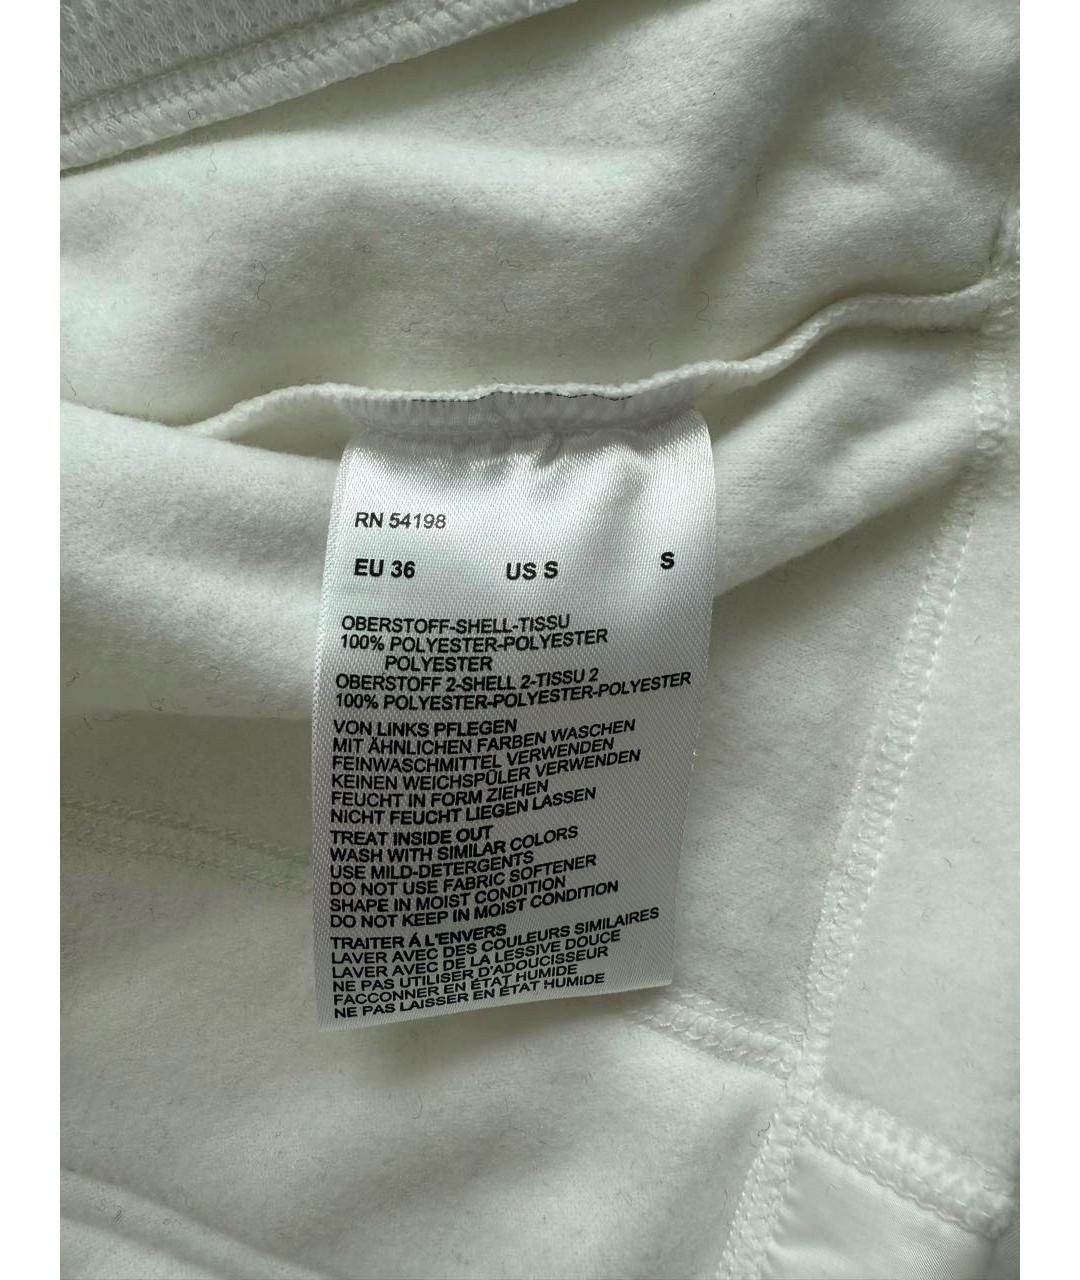 RN 54198
EU 36 US S S
OBERSTOFF-SHELL-TISSU
100% POLYESTER-POLYESTER
POLYESTER
OBERSTOFF 2-SHELL 2-TISSU 2
100% POLYESTER-POLYESTER-POLYESTER
VON LINKS PFLEGEN
MIT ÄHNLICHEN FARBEN WASCHEN
FEINWASCHMITTEL VERWENDEN
KEINEN WEICHSPÜLER VERWENDEN
FEUCHT IN FORM ZIEHEN
NICHT FEUCHT LIEGEN LASSEN
TREAT INSIDE OUT
WASH WITH SIMILAR COLORS
USE MILD-DETERGENTS
DO NOT USE FABRIC SOFTENER
SHAPE IN MOIST CONDITION
DO NOT KEEP IN MOIST CONDITION
TRAITER Á L'ENVERS
LAVER AVEC DES COULEURS SIMILAIRES
LAVER AVEC DE LA LESSIVE DOUCE
NE PAS UTILISER D'ADOUCISSEUR
FACCONNER EN ÉTAT HUMIDE
NE PAS LAISSER EN ÉTAT HUMIDE